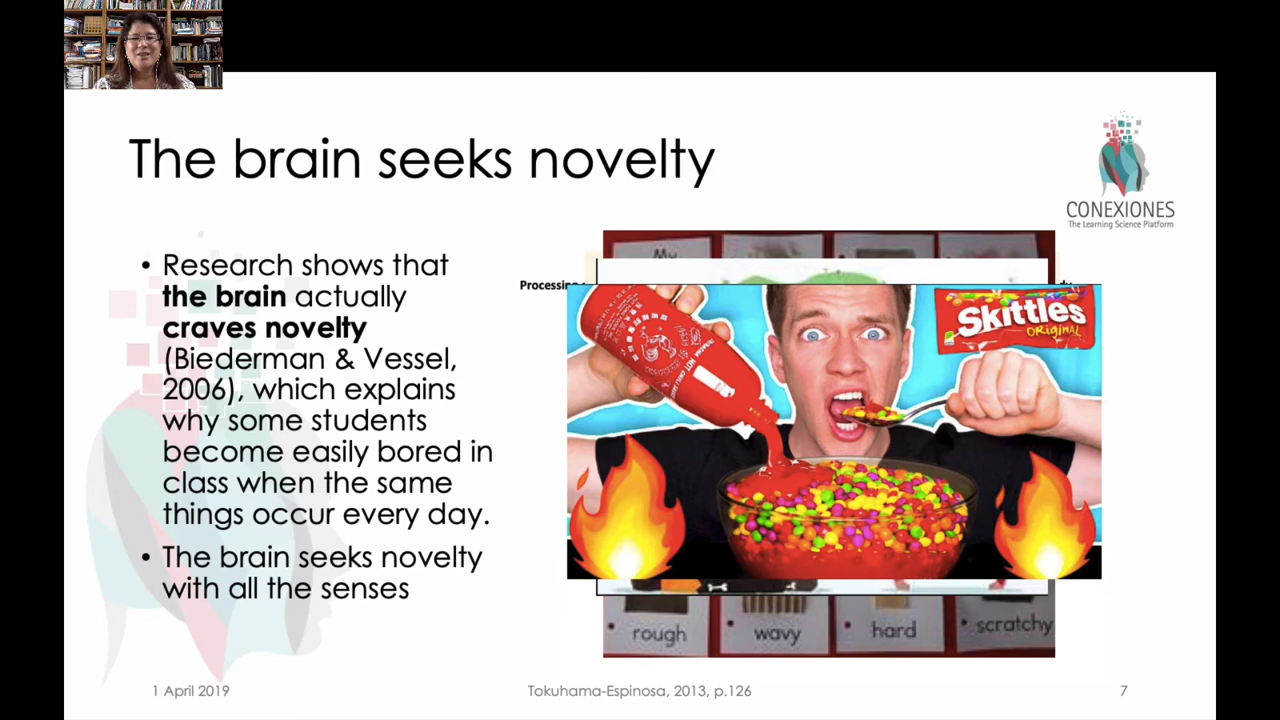 The brain seeks novelty
CONEXIONES
The Learning Science Platform
• Research shows that
the brain actually
craves novelty
(Biederman & Vessel,
2006), which explains
why some students
become easily bored in
class when the same
things occur every day.
• The brain seeks novelty
with all the senses
My
Processing
Skittles
ORIGINAL
rough
wavy
hard
scratchy
1 April 2019
Tokuhama-Espinosa, 2013, p.126
7